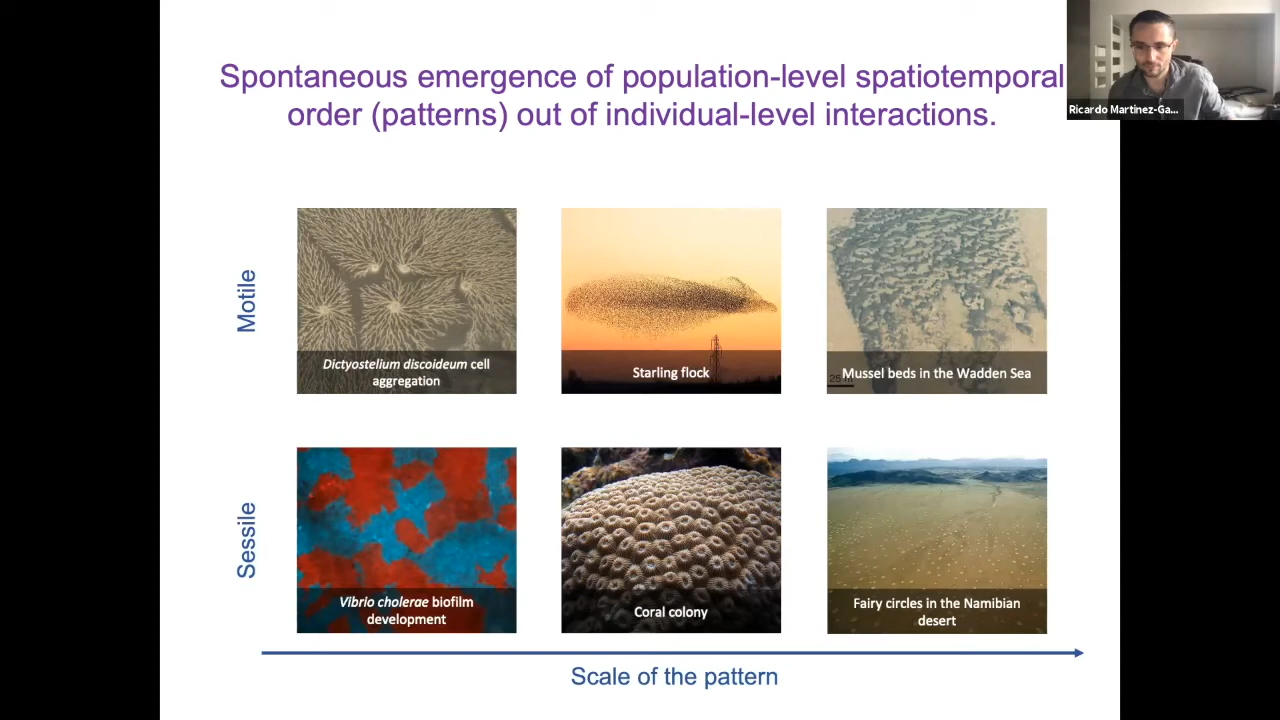 Spontaneous emergence of population-level spatiotemporal
order (patterns) out of individual-level interactions.
Ricardo Martínez-Ga...
Motile
Dictyostelium discoideum cell
aggregation
Starling flock
25 m
Mussel beds in the Wadden Sea
Sessile
Vibrio cholerae biofilm
development
Coral colony
Fairy circles in the Namibian
desert
Scale of the pattern